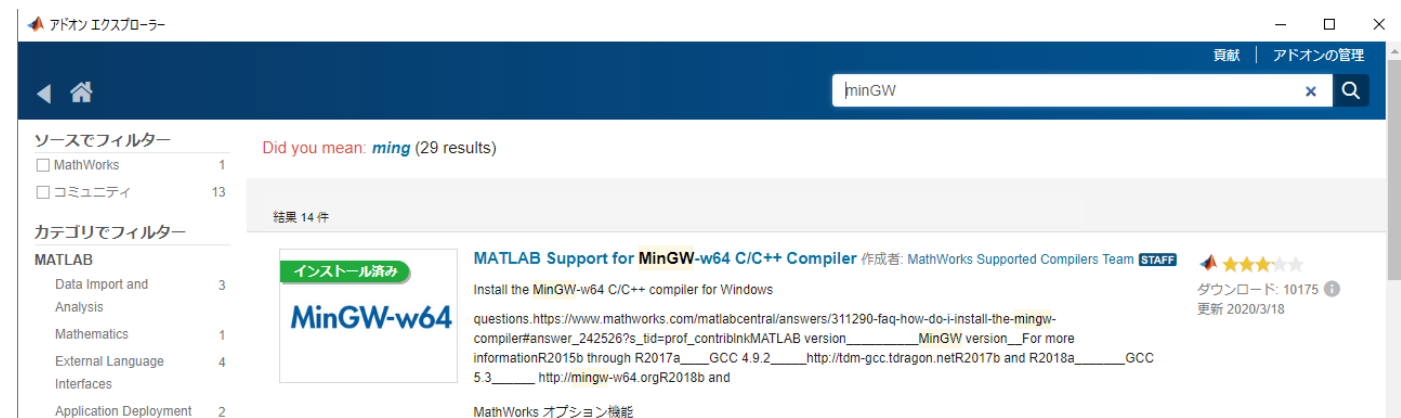 アドオン エクスプローラー
貢献 | アドオンの管理
minGW
ソースでフィルター
MathWorks 1
コミュニティ 13
カテゴリでフィルター
MATLAB
Data Import and Analysis 3
Mathematics 1
External Language Interfaces 4
Application Deployment 2
Did you mean: ming (29 results)
結果 14 件
インストール済み
MinGW-w64
MATLAB Support for MinGW-w64 C/C++ Compiler 作成者: MathWorks Supported Compilers Team STAFF
Install the MinGW-w64 C/C++ compiler for Windows
questions.https://www.mathworks.com/matlabcentral/answers/311290-faq-how-do-i-install-the-mingw-
compiler#answer_242526?s_tid=prof_contriblnkMATLAB version__________MinGW version__For more
informationR2015b through R2017a____GCC 4.9.2_____http://tdm-gcc.tdragon.netR2017b and R2018a_______GCC
5.3______ http://mingw-w64.orgR2018b and
MathWorks オプション機能
ダウンロード: 10175
更新 2020/3/18